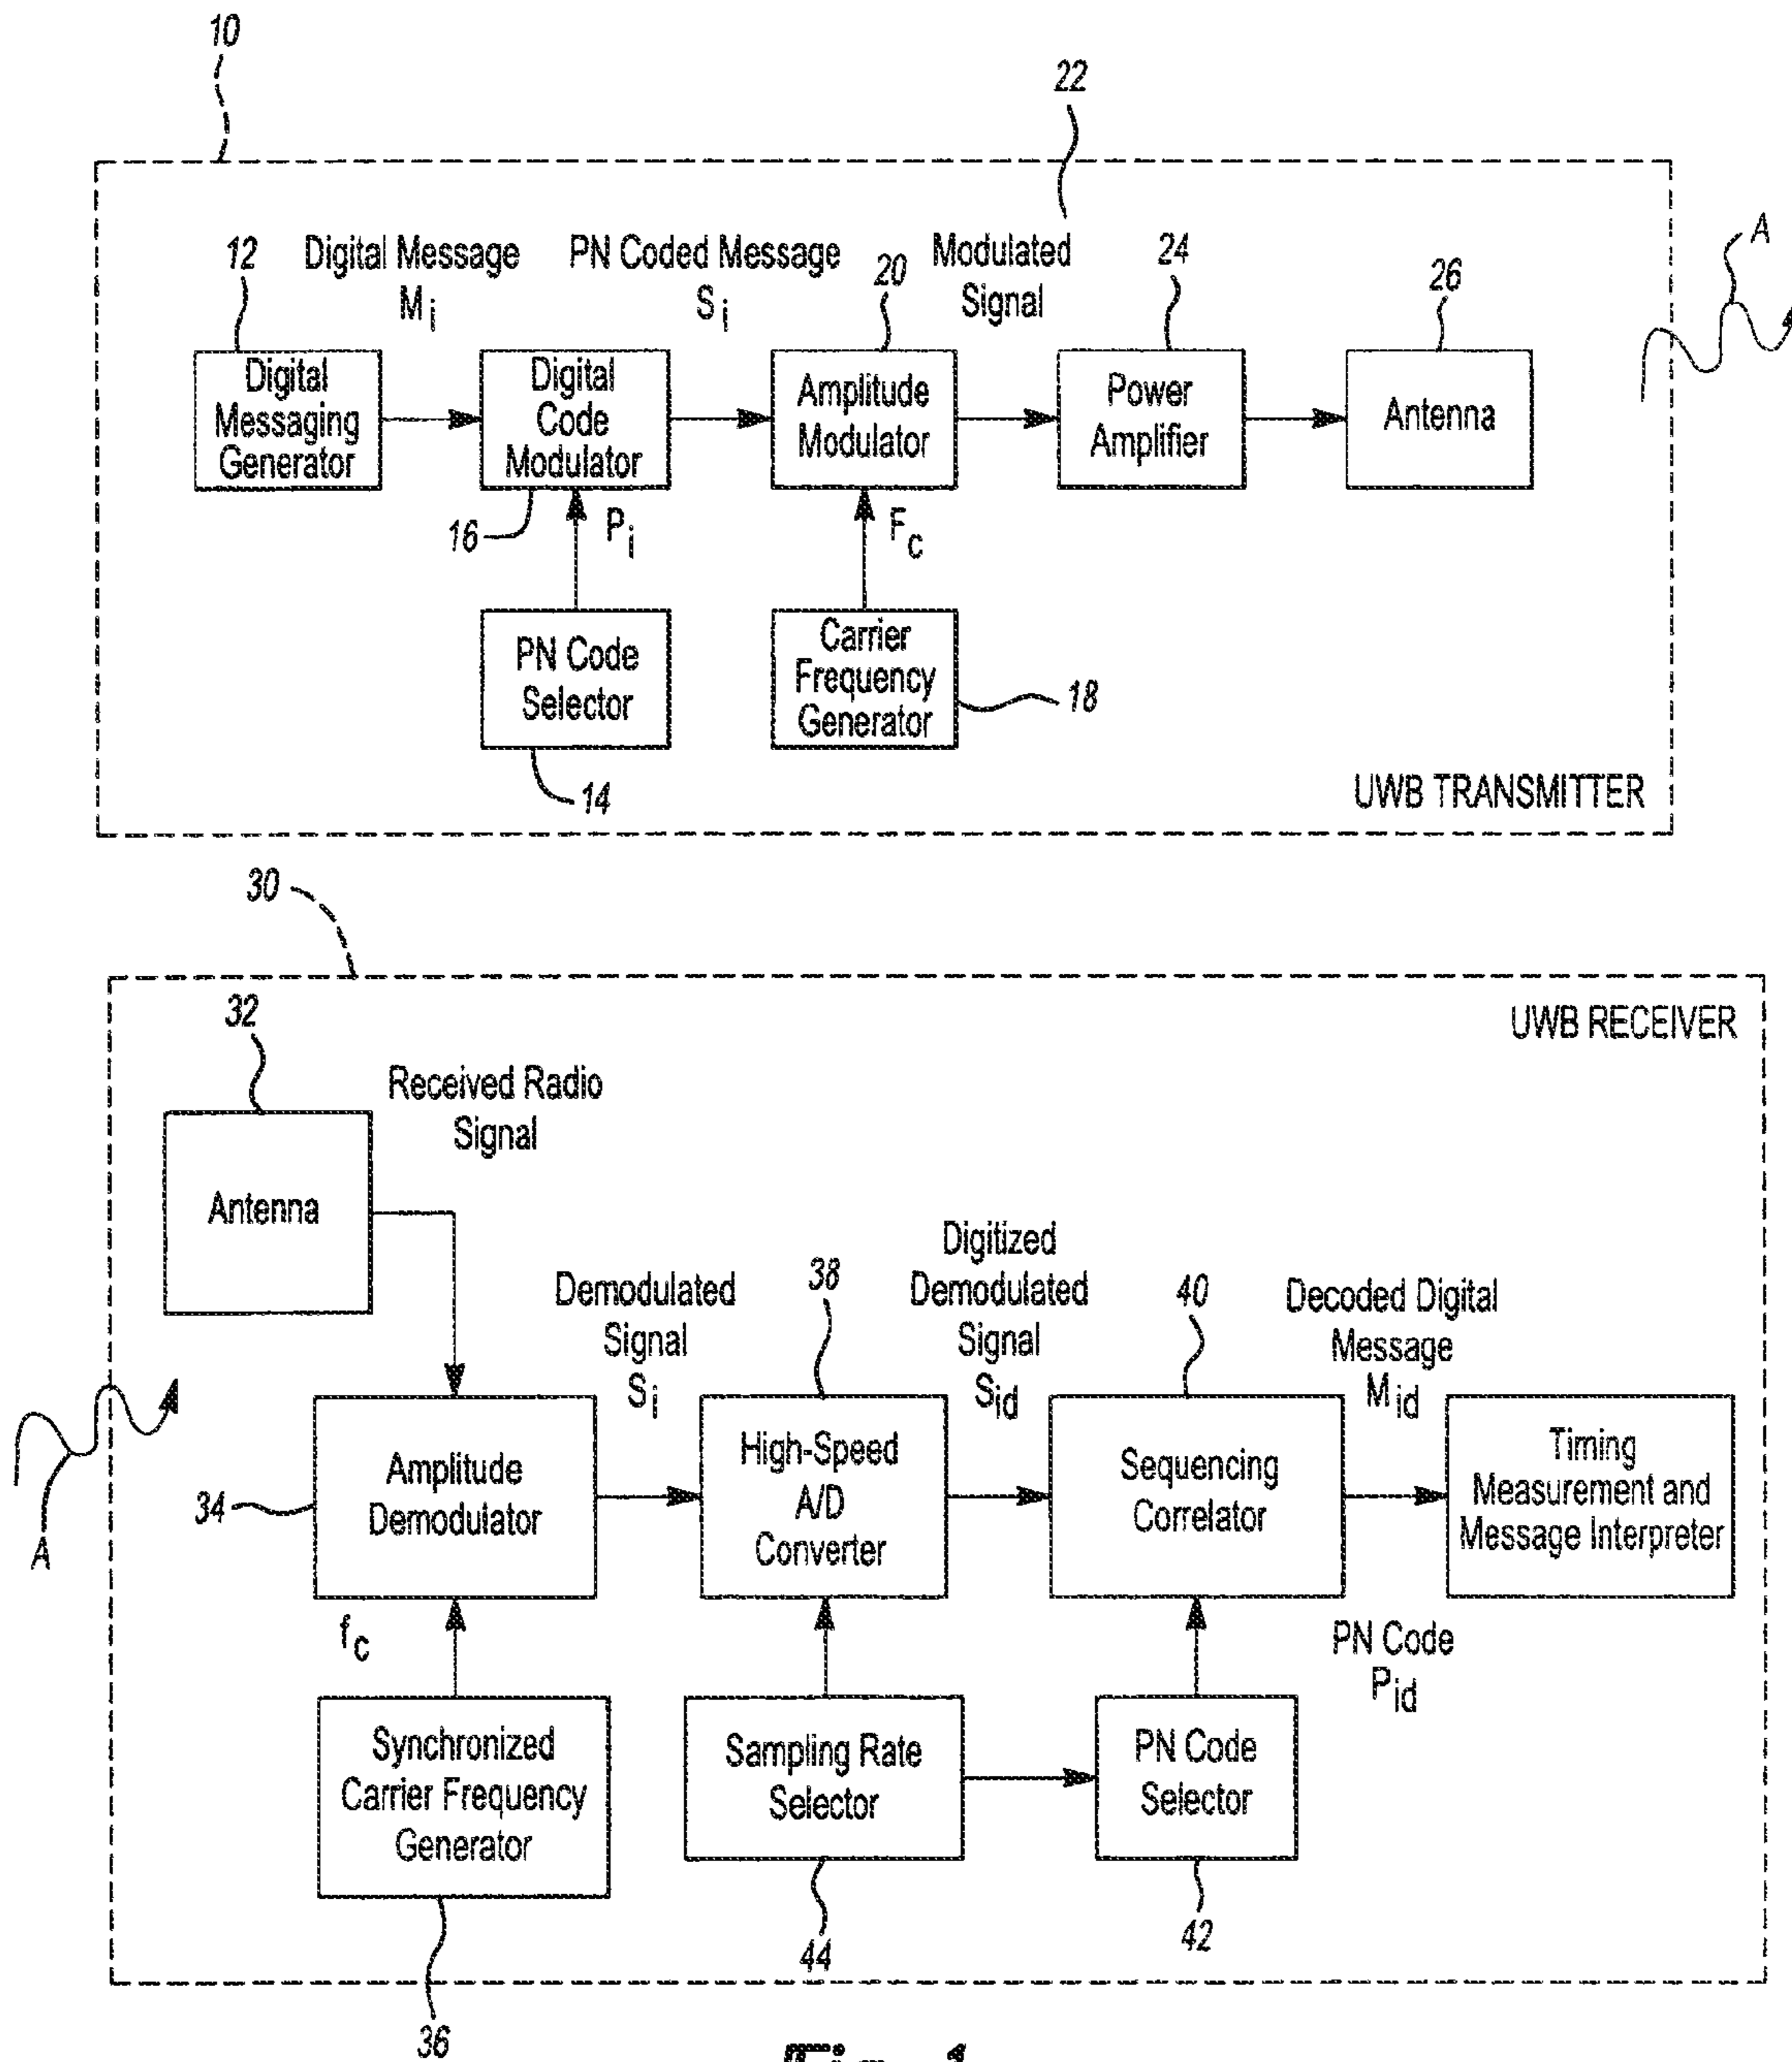 10
22
12
Digital Message
M i
PN Coded Message
S i
20
Modulated
Signal
24
26
A
Digital
Messaging
Generator
Digital
Code
Modulator
Amplitude
Modulator
Power
Amplifier
Antenna
16
P i
F c
PN Code
Selector
Carrier
Frequency
Generator
18
14
UWB TRANSMITTER
30
32
UWB RECEIVER
Received Radio
Signal
Antenna
Demodulated
Signal
S i
38
Digitized
Demodulated
Signal
S id
40
Decoded Digital
Message
M id
A
34
Amplitude
Demodulator
High-Speed
A/D
Converter
Sequencing
Correlator
Timing
Measurement and
Message Interpreter
f c
PN Code
P id
Synchronized
Carrier Frequency
Generator
Sampling Rate
Selector
PN Code
Selector
44
42
36
Fig. 1